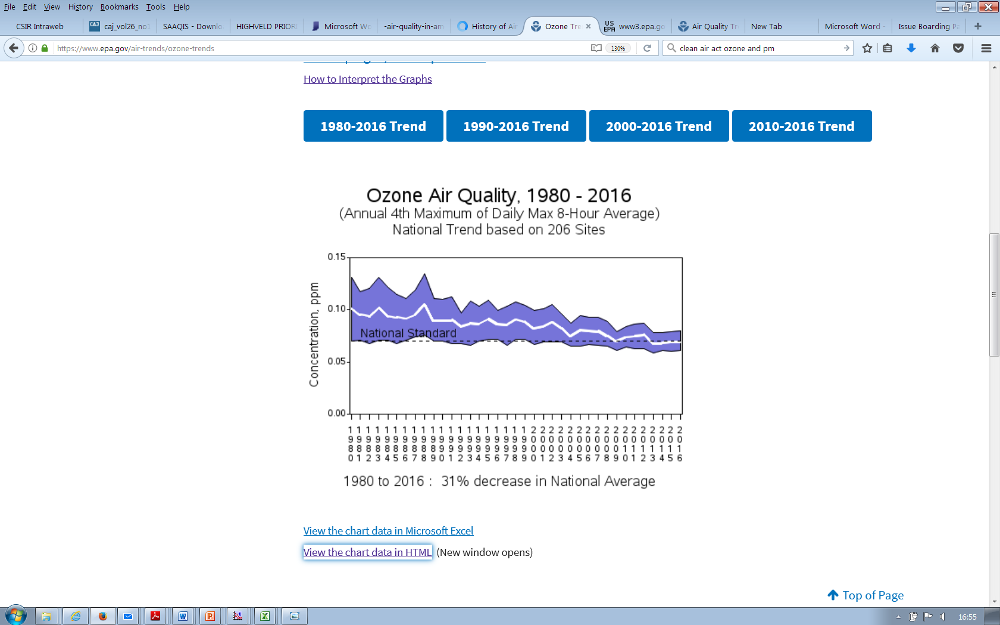 File Edit View History Bookmarks Tools Help
CSIR Intraweb
CAJ caj_vol26_no1
SAAQIS - Downlo
HIGHVELD PRIOR
Microsoft Wo
-air-quality-in-am
History of Air
Ozone Tre
US EPA www3.epa.go
Air Quality Tr
New Tab
Microsoft Word -
Issue Boarding Pa
https://www.epa.gov/air-trends/ozone-trends
130%
clean air act ozone and pm
How to Interpret the Graphs
1980-2016 Trend
1990-2016 Trend
2000-2016 Trend
2010-2016 Trend
Ozone Air Quality, 1980 - 2016
(Annual 4th Maximum of Daily Max 8-Hour Average)
National Trend based on 206 Sites
Concentration, ppm
0.15
0.10
0.05
0.00
National Standard
1980 1981 1982 1983 1984 1985 1986 1987 1988 1989 1990 1991 1992 1993 1994 1995 1996 1997 1998 1999 2000 2001 2002 2003 2004 2005 2006 2007 2008 2009 2010 2011 2012 2013 2014 2015 2016
1980 to 2016 : 31% decrease in National Average
View the chart data in Microsoft Excel
View the chart data in HTML (New window opens)
Top of Page
16:55